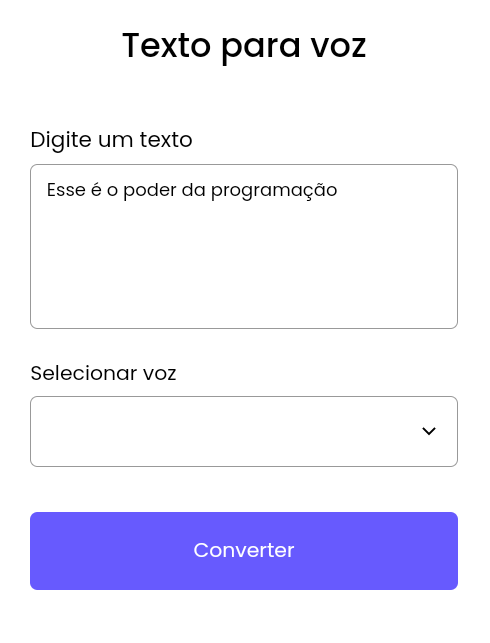 Texto para voz
Digite um texto
Esse é o poder da programação
Selecionar voz
Converter